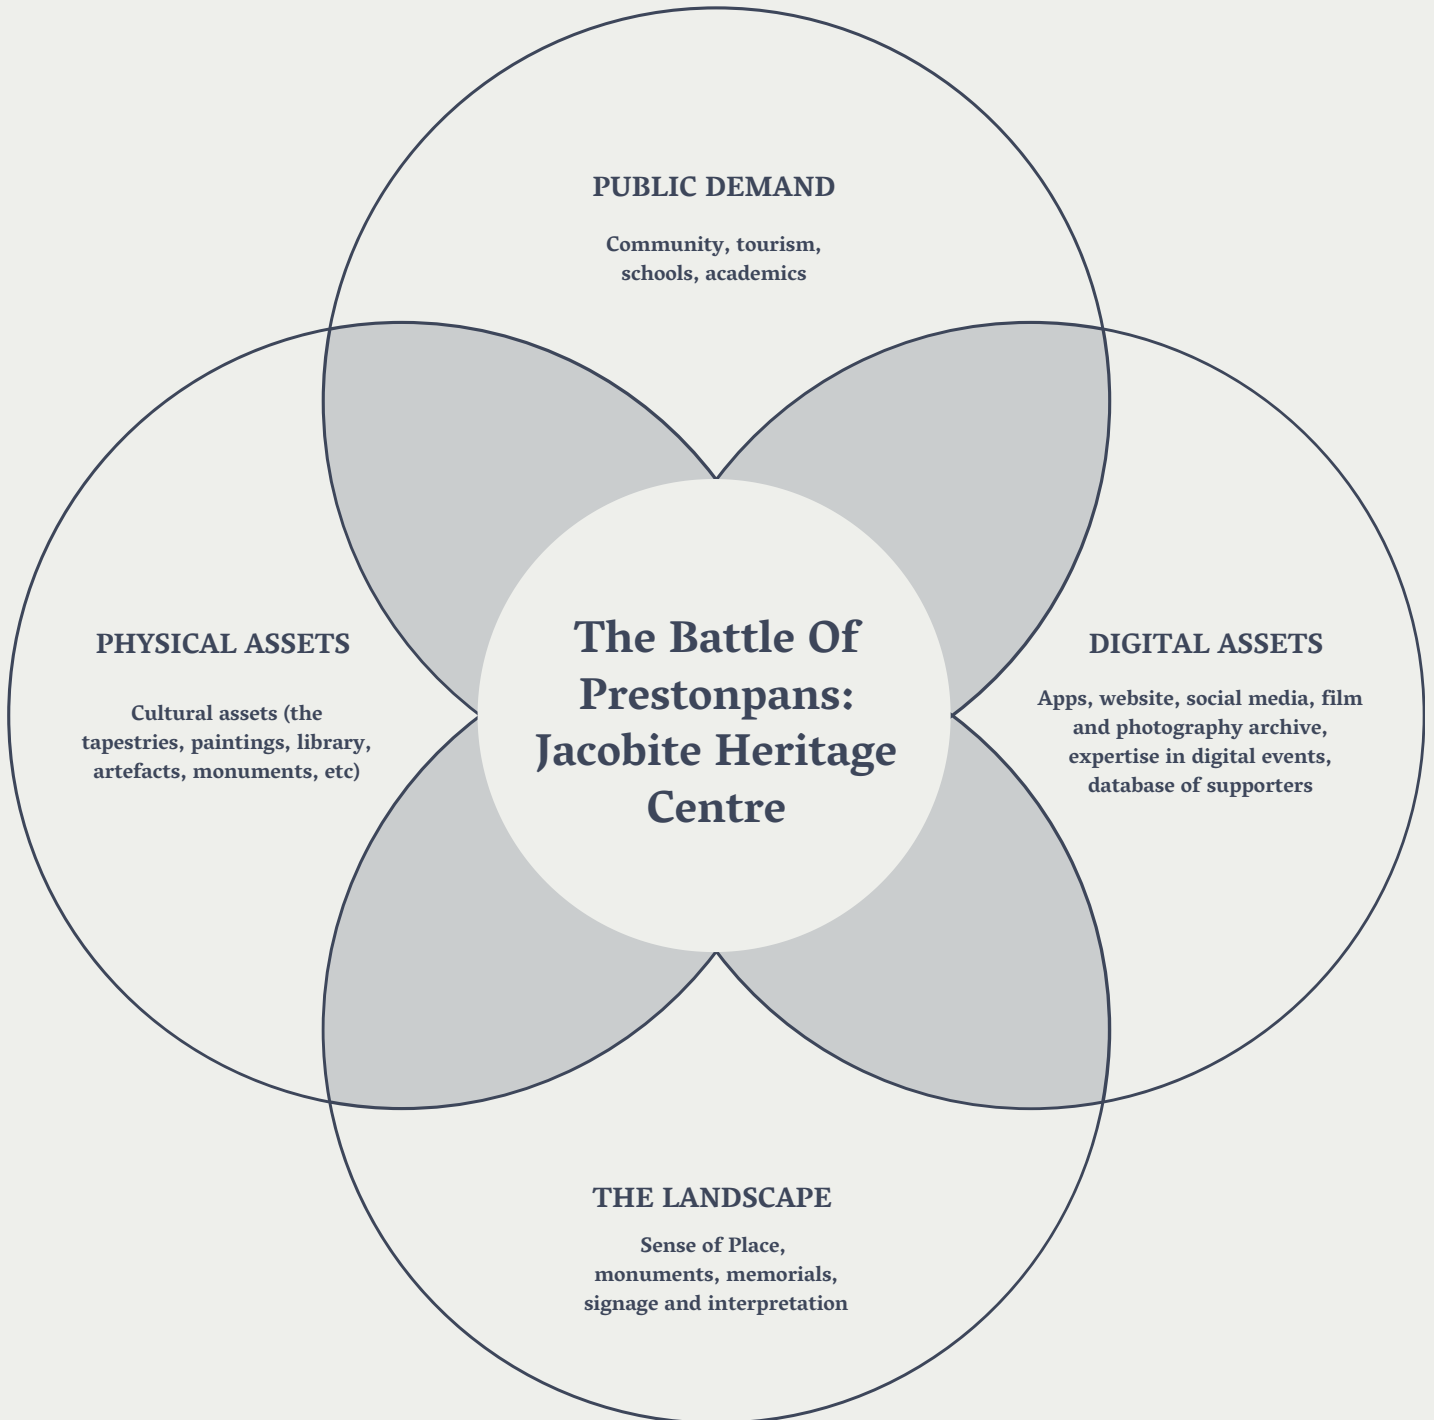 PUBLIC DEMAND
Community, tourism,
schools, academics
PHYSICAL ASSETS
Cultural assets (the
tapestries, paintings, library,
artefacts, monuments, etc)
The Battle Of
Prestonpans:
Jacobite Heritage
Centre
DIGITAL ASSETS
Apps, website, social media, film
and photography archive,
expertise in digital events,
database of supporters
THE LANDSCAPE
Sense of Place,
monuments, memorials,
signage and interpretation